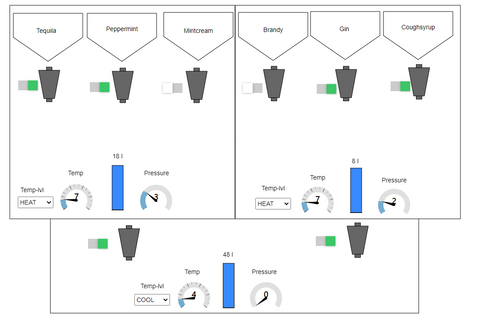 Tequila
Peppermint
Mintcream
Brandy
Gin
Coughsyrup
18 l
Temp
Pressure
Temp-lvl
HEAT
7
3
8 l
Temp
Pressure
Temp-lvl
HEAT
7
2
48 l
Temp
Pressure
Temp-lvl
COOL
4
0